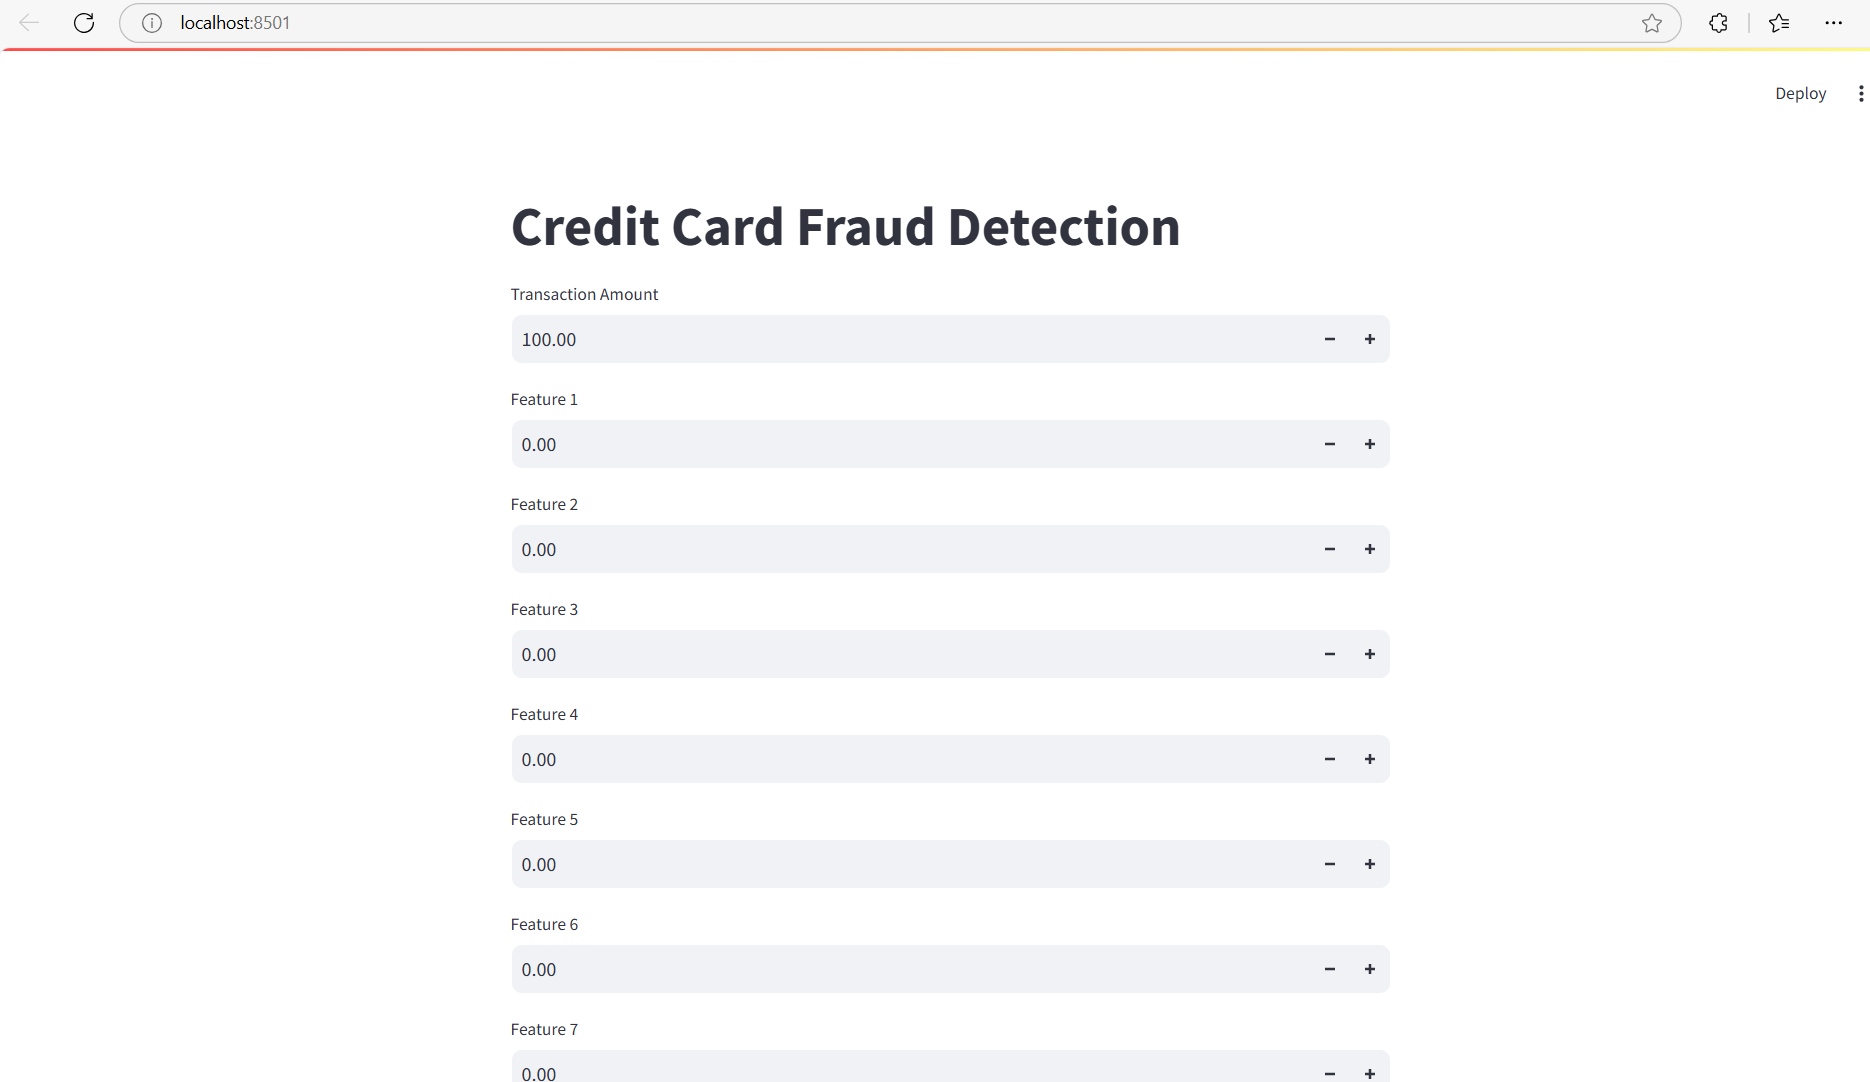 localhost:8501
Deploy
Credit Card Fraud Detection
Transaction Amount
100.00
Feature 1
0.00
Feature 2
0.00
Feature 3
0.00
Feature 4
0.00
Feature 5
0.00
Feature 6
0.00
Feature 7
0.00